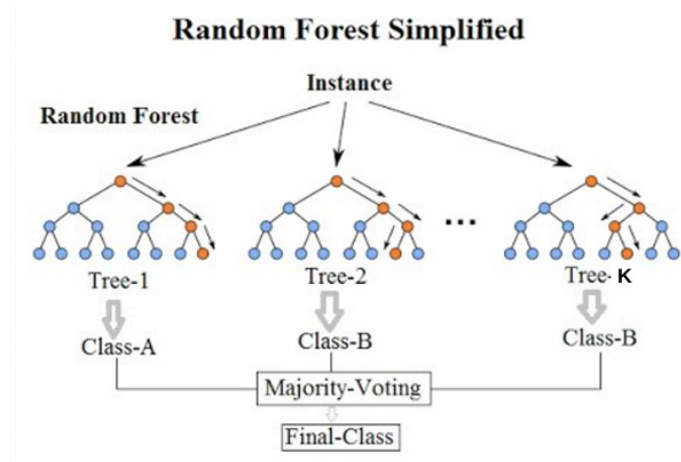 Random Forest Simplified
Instance
Random Forest
...
Tree-1
Tree-2
Tree- K
Class-A
Class-B
Class-B
Majority-Voting
Final-Class